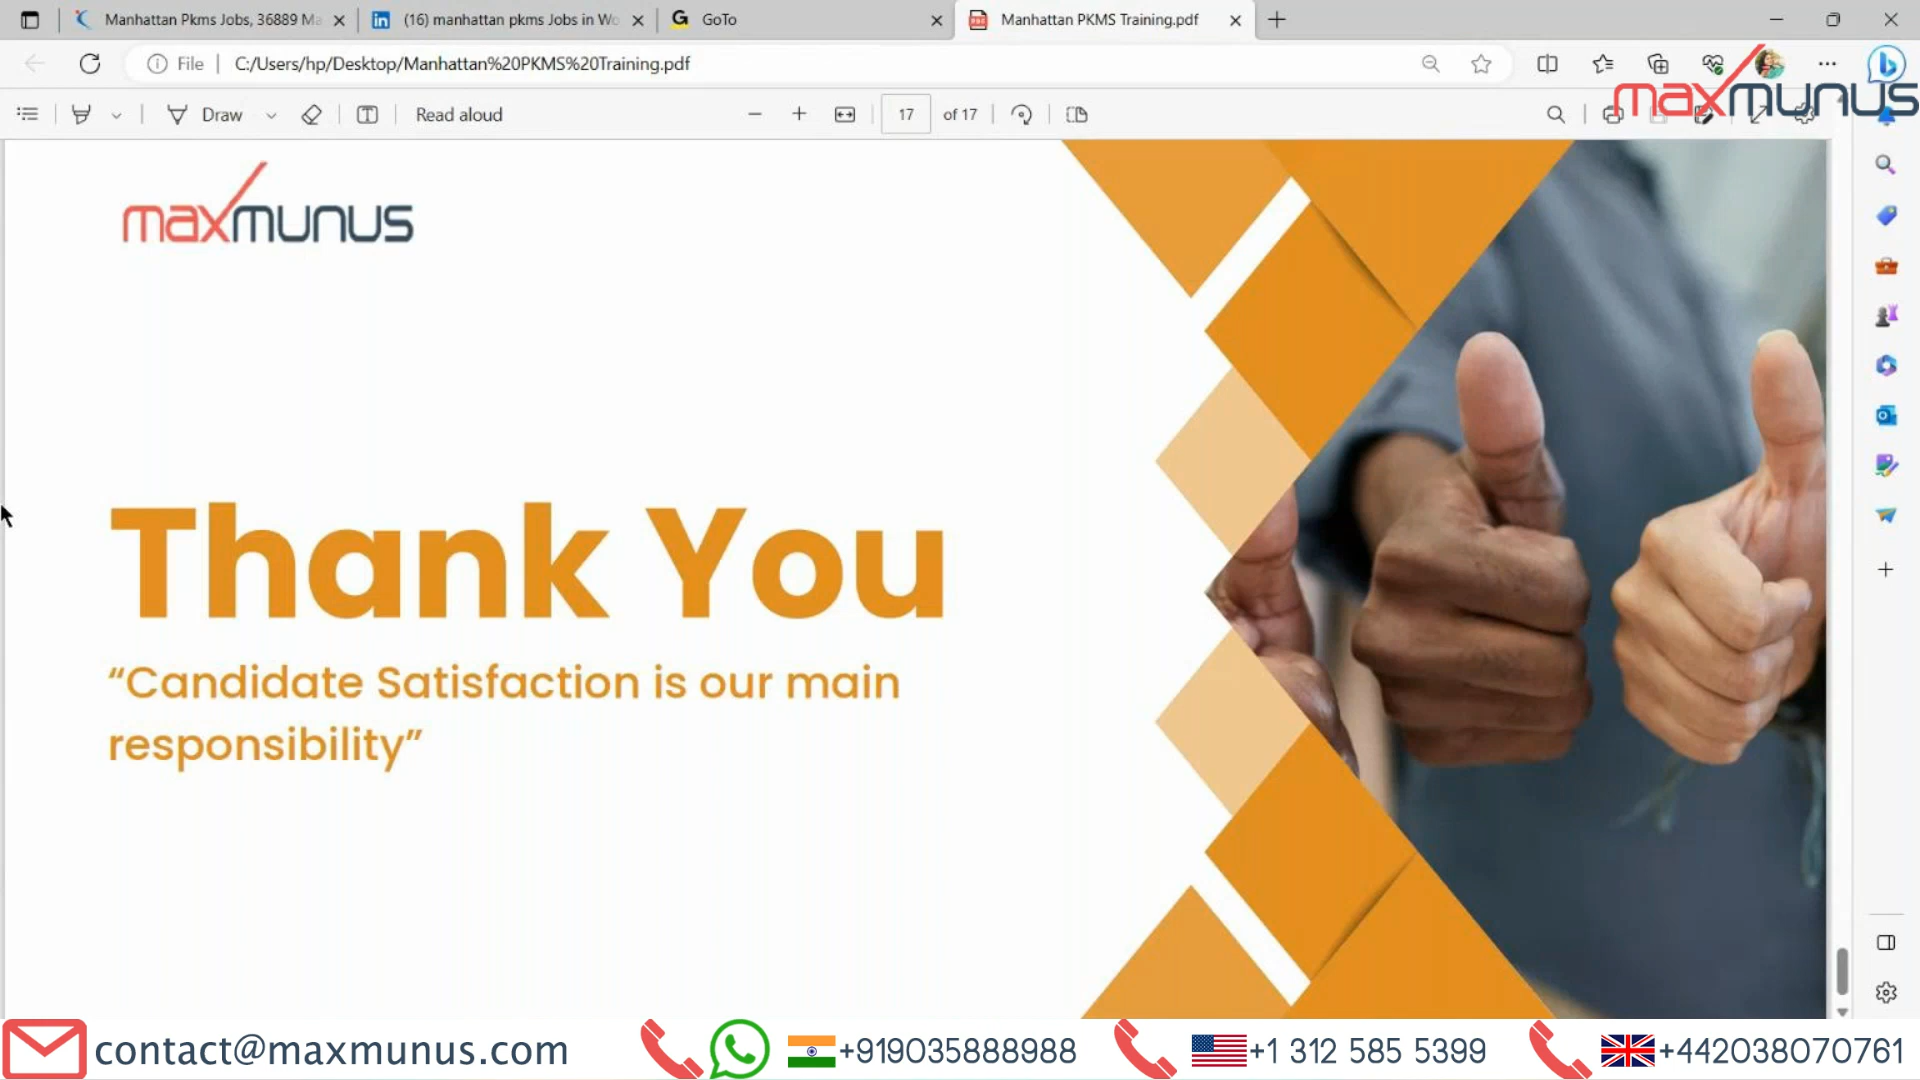 Manhattan Pkms Jobs, 36889 Ma
(16) manhattan pkms Jobs in Wo
G GoTo
Manhattan PKMS Training.pdf
File
C:/Users/hp/Desktop/Manhattan%20PKMS%20Training.pdf
maxmunus
Draw
Read aloud
17
of 17
maxmunus
Thank You
“Candidate Satisfaction is our main
responsibility”
contact@maxmunus.com
+919035888988
+1 312 585 5399
+442038070761